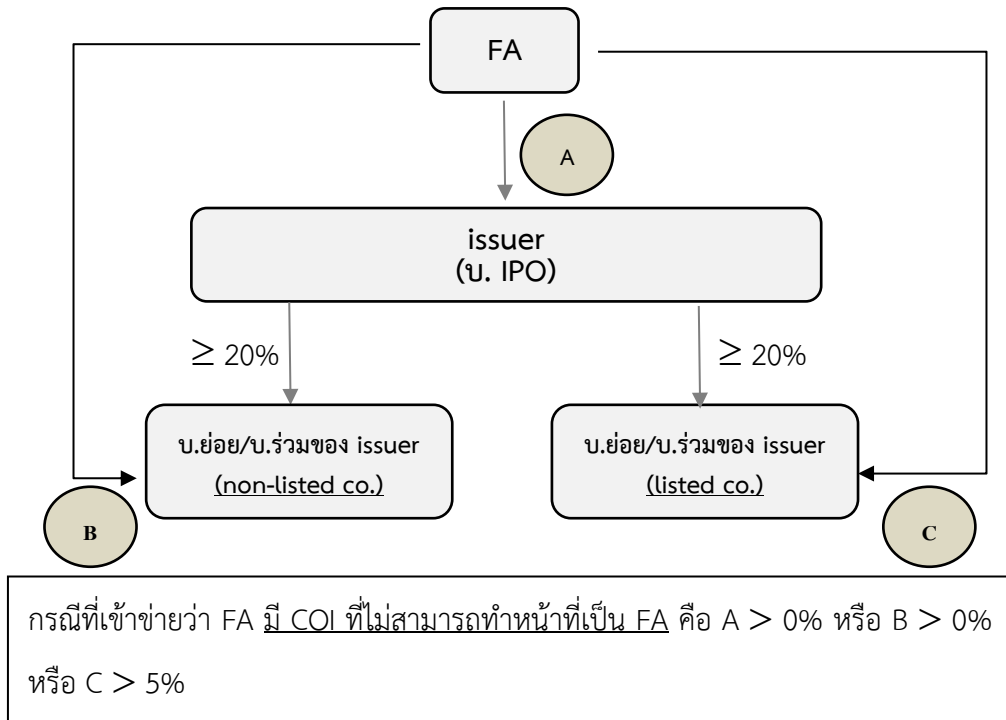 FA
A
issuer
(บ. IPO)
≥ 20%
≥ 20%
บ.ย่อย/บ.ร่วมของ issuer
(non-listed co.)
บ.ย่อย/บ.ร่วมของ issuer
(listed co.)
B
C
กรณีที่เข้าข่ายว่า FA มี COI ที่ไม่สามารถทำหน้าที่เป็น FA คือ A > 0% หรือ B > 0%
หรือ C > 5%